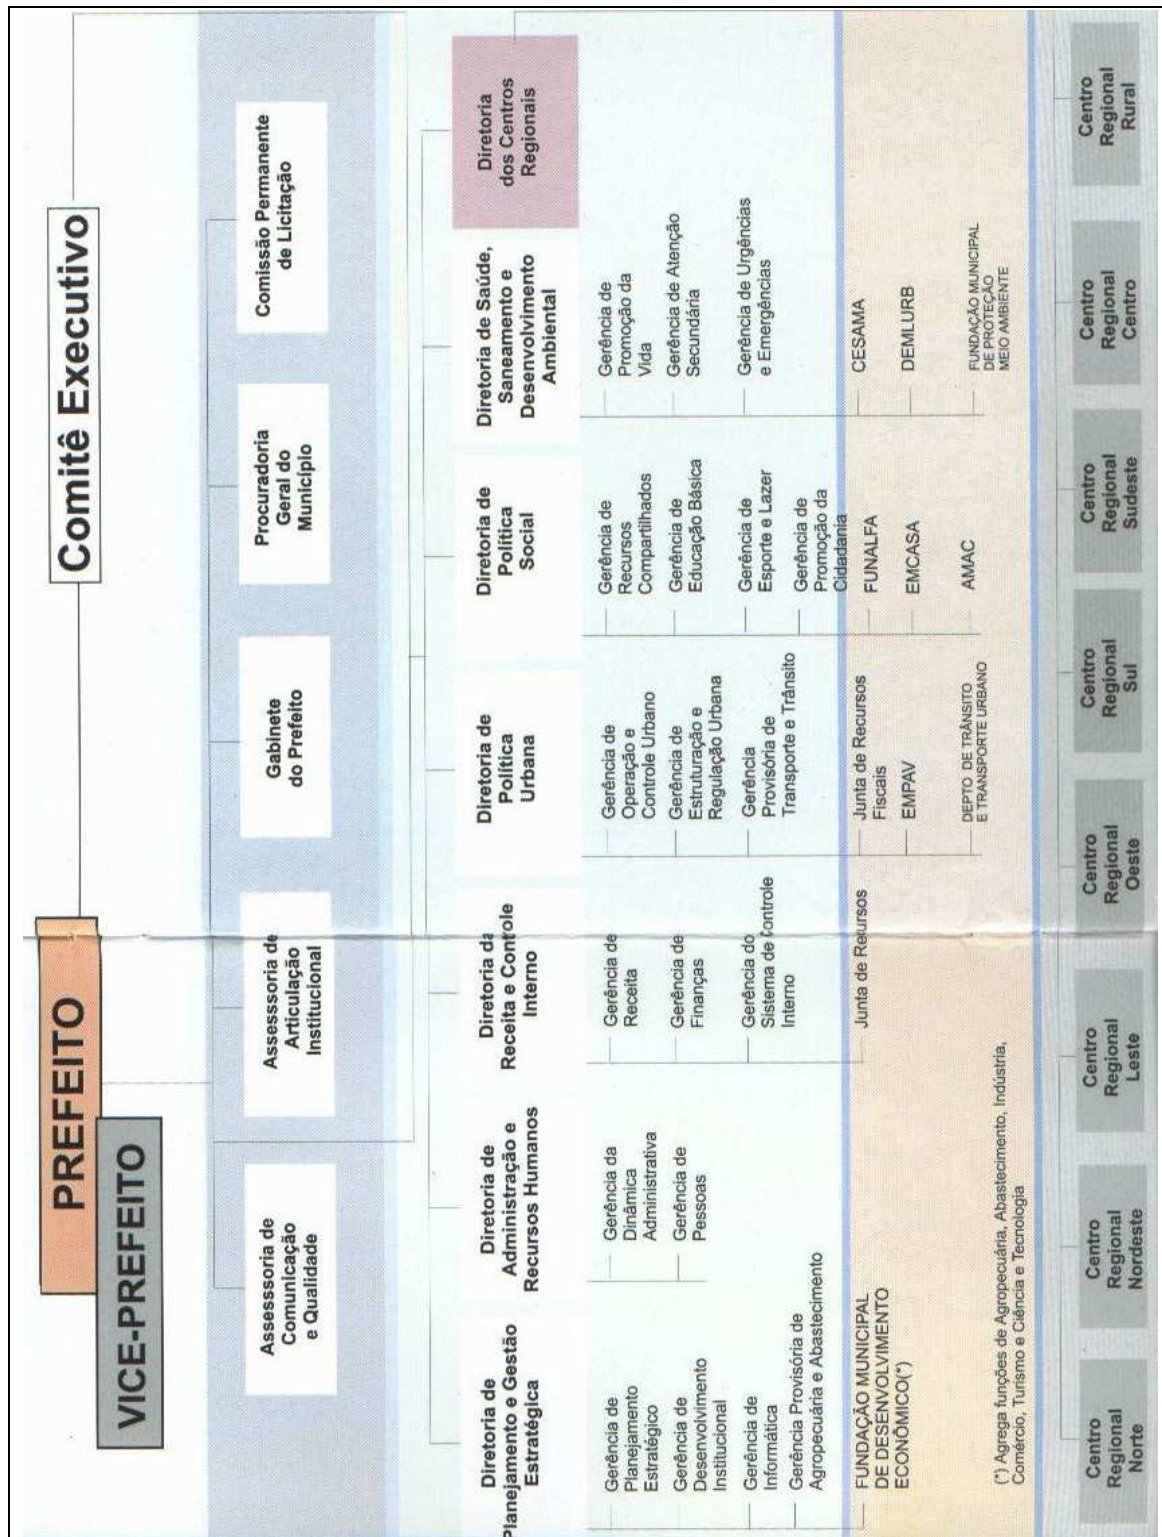 PREFEITO
VICE-PREFEITO
Comitê Executivo
Assesssoria de
Comunicação
e Qualidade
Assesssoria de
Articulação
Institucional
Gabinete
do Prefeito
Procuradoria
Geral do
Município
Comissão Permanente
de Licitação
Diretoria de
Planejamento e Gestão
Estratégica
Diretoria de
Administração e
Recursos Humanos
Diretoria da
Receita e Controle
Interno
Diretoria de
Política
Urbana
Diretoria de
Política
Social
Diretoria de Saúde,
Saneamento e
Desenvolvimento
Ambiental
Diretoria
dos Centros
Regionais
Gerência de
Planejamento
Estratégico
Gerência de
Desenvolvimento
Institucional
Gerência de
Informática
Gerência Provisória de
Agropecuária e Abastecimento
Gerência da
Dinâmica
Administrativa
Gerência de
Pessoas
Gerência de
Receita
Gerência de
Finanças
Gerência do
Sistema de Controle
Interno
Gerência de
Operação e
Controle Urbano
Gerência de
Estruturação e
Regulação Urbana
Gerência
Provisória de
Transporte e Trânsito
Gerência de
Recursos
Compartilhados
Gerência de
Educação Básica
Gerência de
Esporte e Lazer
Gerência de
Promoção da
Cidadania
Gerência de
Promoção da
Vida
Gerência de Atenção
Secundária
Gerência de Urgências
e Emergências
FUNDAÇÃO MUNICIPAL
DE DESENVOLVIMENTO
ECONÔMICO(*)
Junta de Recursos
Junta de Recursos
Fiscais
EMPAV
DEPTO DE TRÂNSITO
E TRANSPORTE URBANO
FUNALFA
EMCASA
AMAC
CESAMA
DEMLURB
FUNDAÇÃO MUNICIPAL
DE PROTEÇÃO
MEIO AMBIENTE
(*) Agrega funções de Agropecuária, Abastecimento, Indústria,
Comércio, Turismo e Ciência e Tecnologia
Centro
Regional
Norte
Centro
Regional
Nordeste
Centro
Regional
Leste
Centro
Regional
Oeste
Centro
Regional
Sul
Centro
Regional
Sudeste
Centro
Regional
Centro
Centro
Regional
Rural